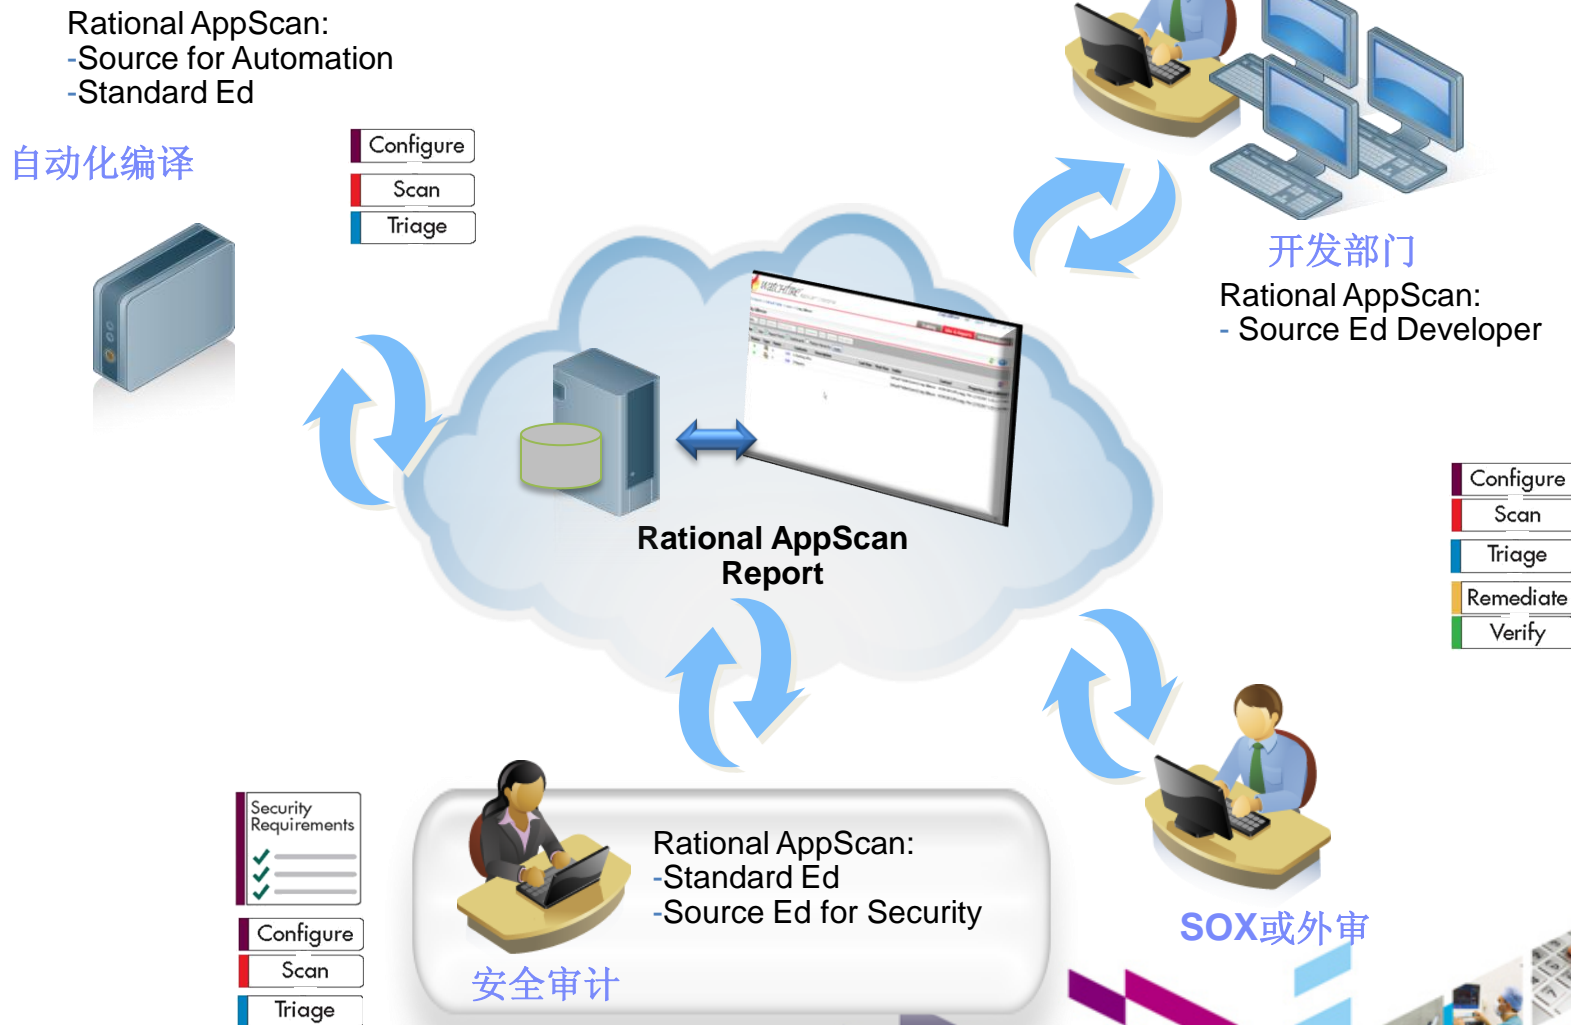 Rational AppScan:
-Source for Automation
-Standard Ed
自动化编译
Configure
Scan
Triage
开发部门
Rational AppScan:
- Source Ed Developer
Rational AppScan
Report
Configure
Scan
Triage
Remediate
Verify
Security
Requirements
Configure
Scan
Triage
Rational AppScan:
-Standard Ed
-Source Ed for Security
安全审计
SOX或外审